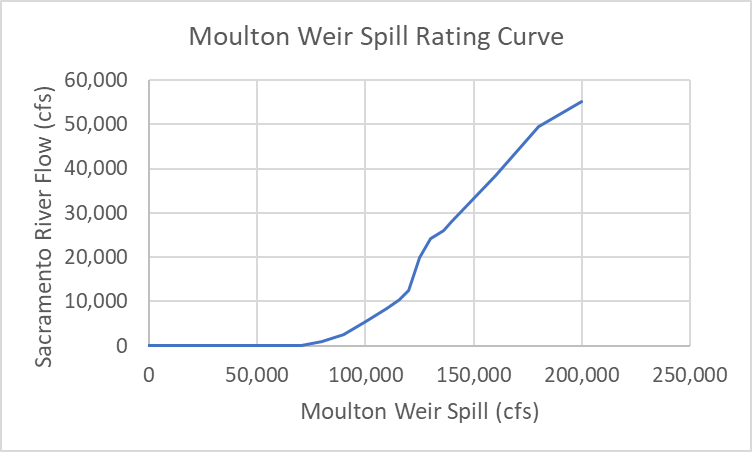 Moulton Weir Spill Rating Curve
Sacramento River Flow (cfs)
60,000
50,000
40,000
30,000
20,000
10,000
0
0 50,000 100,000 150,000 200,000 250,000
Moulton Weir Spill (cfs)